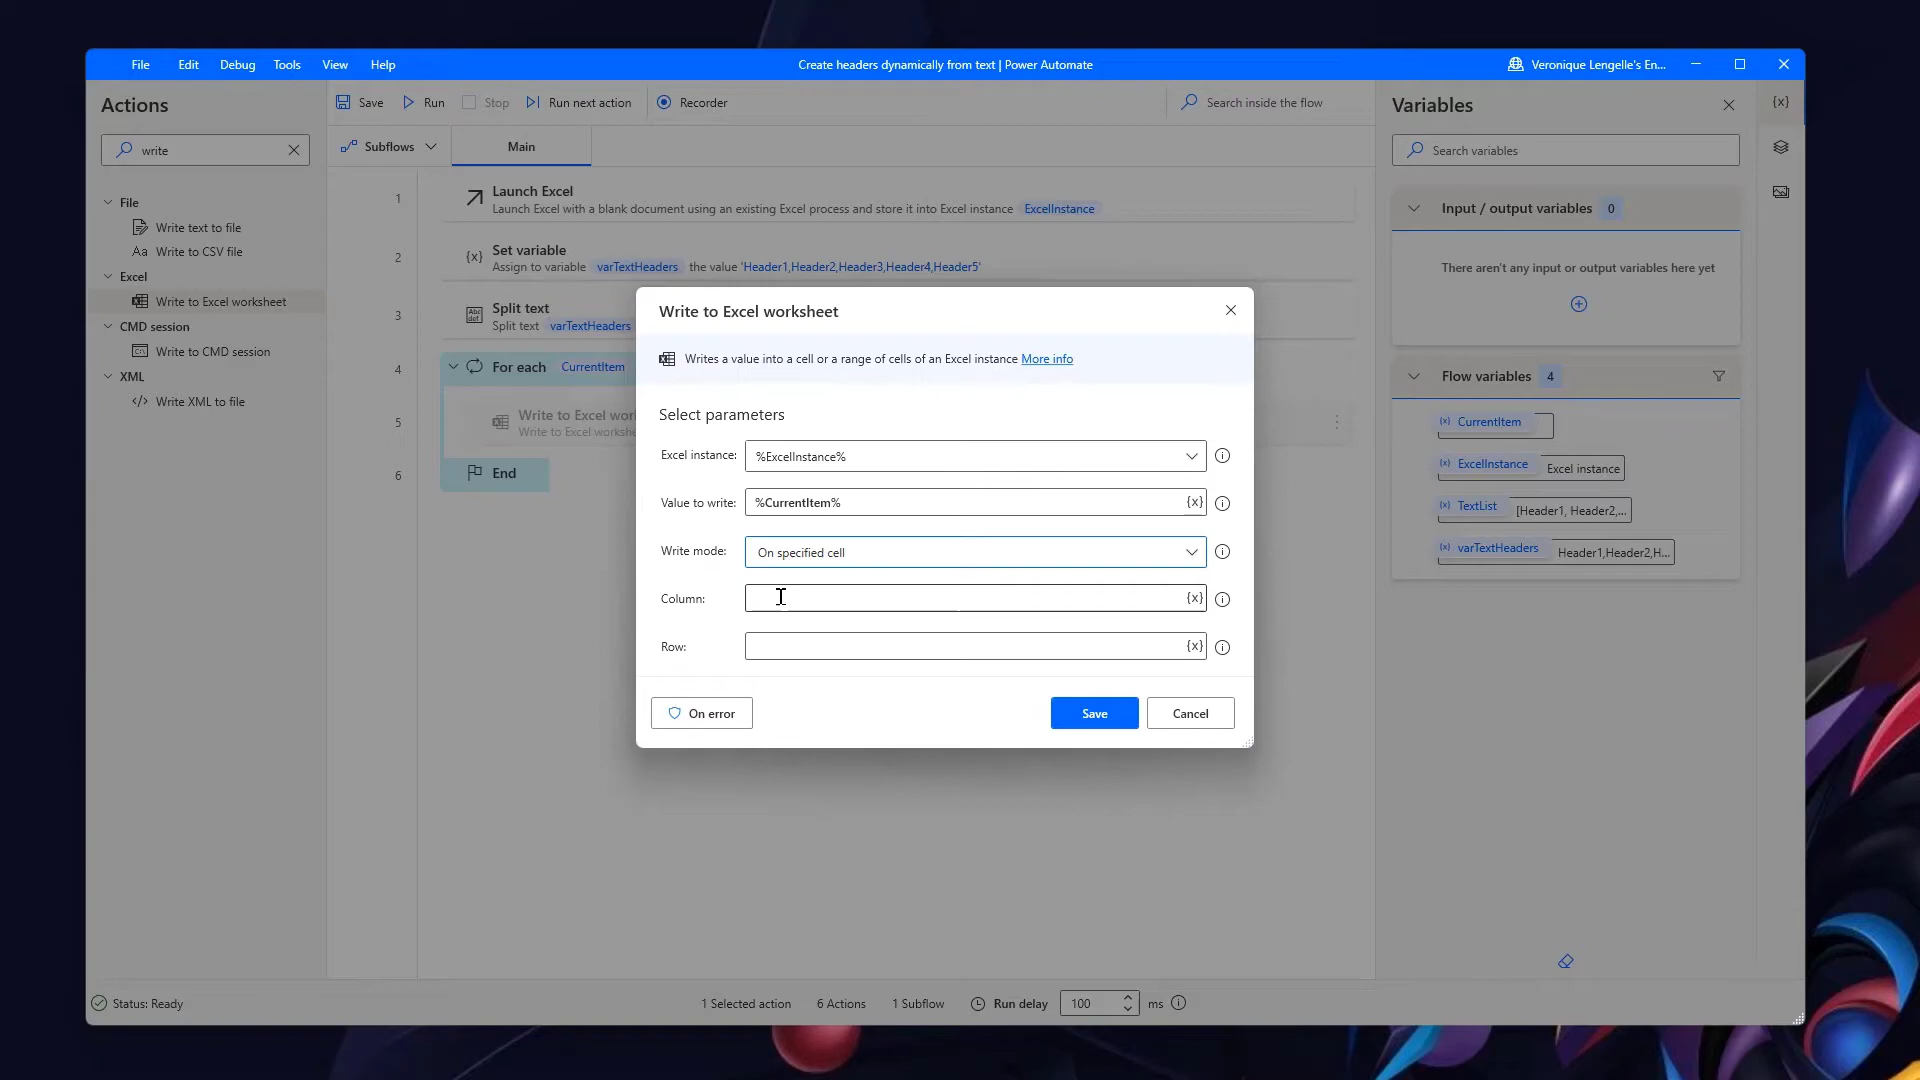 File Edit Debug Tools View Help
Create headers dynamically from text | Power Automate
Veronique Lengelle's En...
Actions
write
File
Write text to file
Aa Write to CSV file
Excel
Write to Excel worksheet
CMD session
Write to CMD session
XML
Write XML to file
Save Run Stop Run next action Recorder
Search inside the flow
Subflows Main
1 Launch Excel
Launch Excel with a blank document using an existing Excel process and store it into Excel instance ExcelInstance
2 {x} Set variable
Assign to variable varTextHeaders the value 'Header1,Header2,Header3,Header4,Header5'
3 Split text
Split text varTextHeaders
4 For each CurrentItem
5 Write to Excel wor
Write to Excel workshe
6 End
Write to Excel worksheet
Writes a value into a cell or a range of cells of an Excel instance More info
Select parameters
Excel instance: %ExcelInstance%
Value to write: %CurrentItem% {x}
Write mode: On specified cell
Column: {x}
Row: {x}
On error Save Cancel
Variables
{x}
Search variables
Input / output variables 0
There aren't any input or output variables here yet
Flow variables 4
(x) CurrentItem
(x) ExcelInstance Excel instance
(x) TextList [Header1, Header2,...
(x) varTextHeaders Header1,Header2,H...
Status: Ready
1 Selected action 6 Actions 1 Subflow Run delay 100 ms